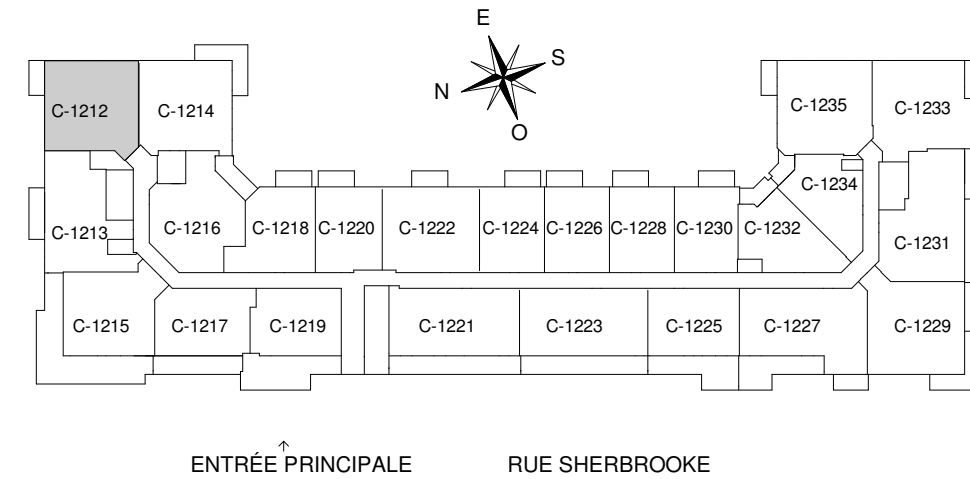 E
S
N
O
C-1212
C-1214
C-1235
C-1233
C-1213
C-1216
C-1218
C-1220
C-1222
C-1224
C-1226
C-1228
C-1230
C-1232
C-1234
C-1231
C-1215
C-1217
C-1219
C-1221
C-1223
C-1225
C-1227
C-1229
ENTRÉE PRINCIPALE
RUE SHERBROOKE